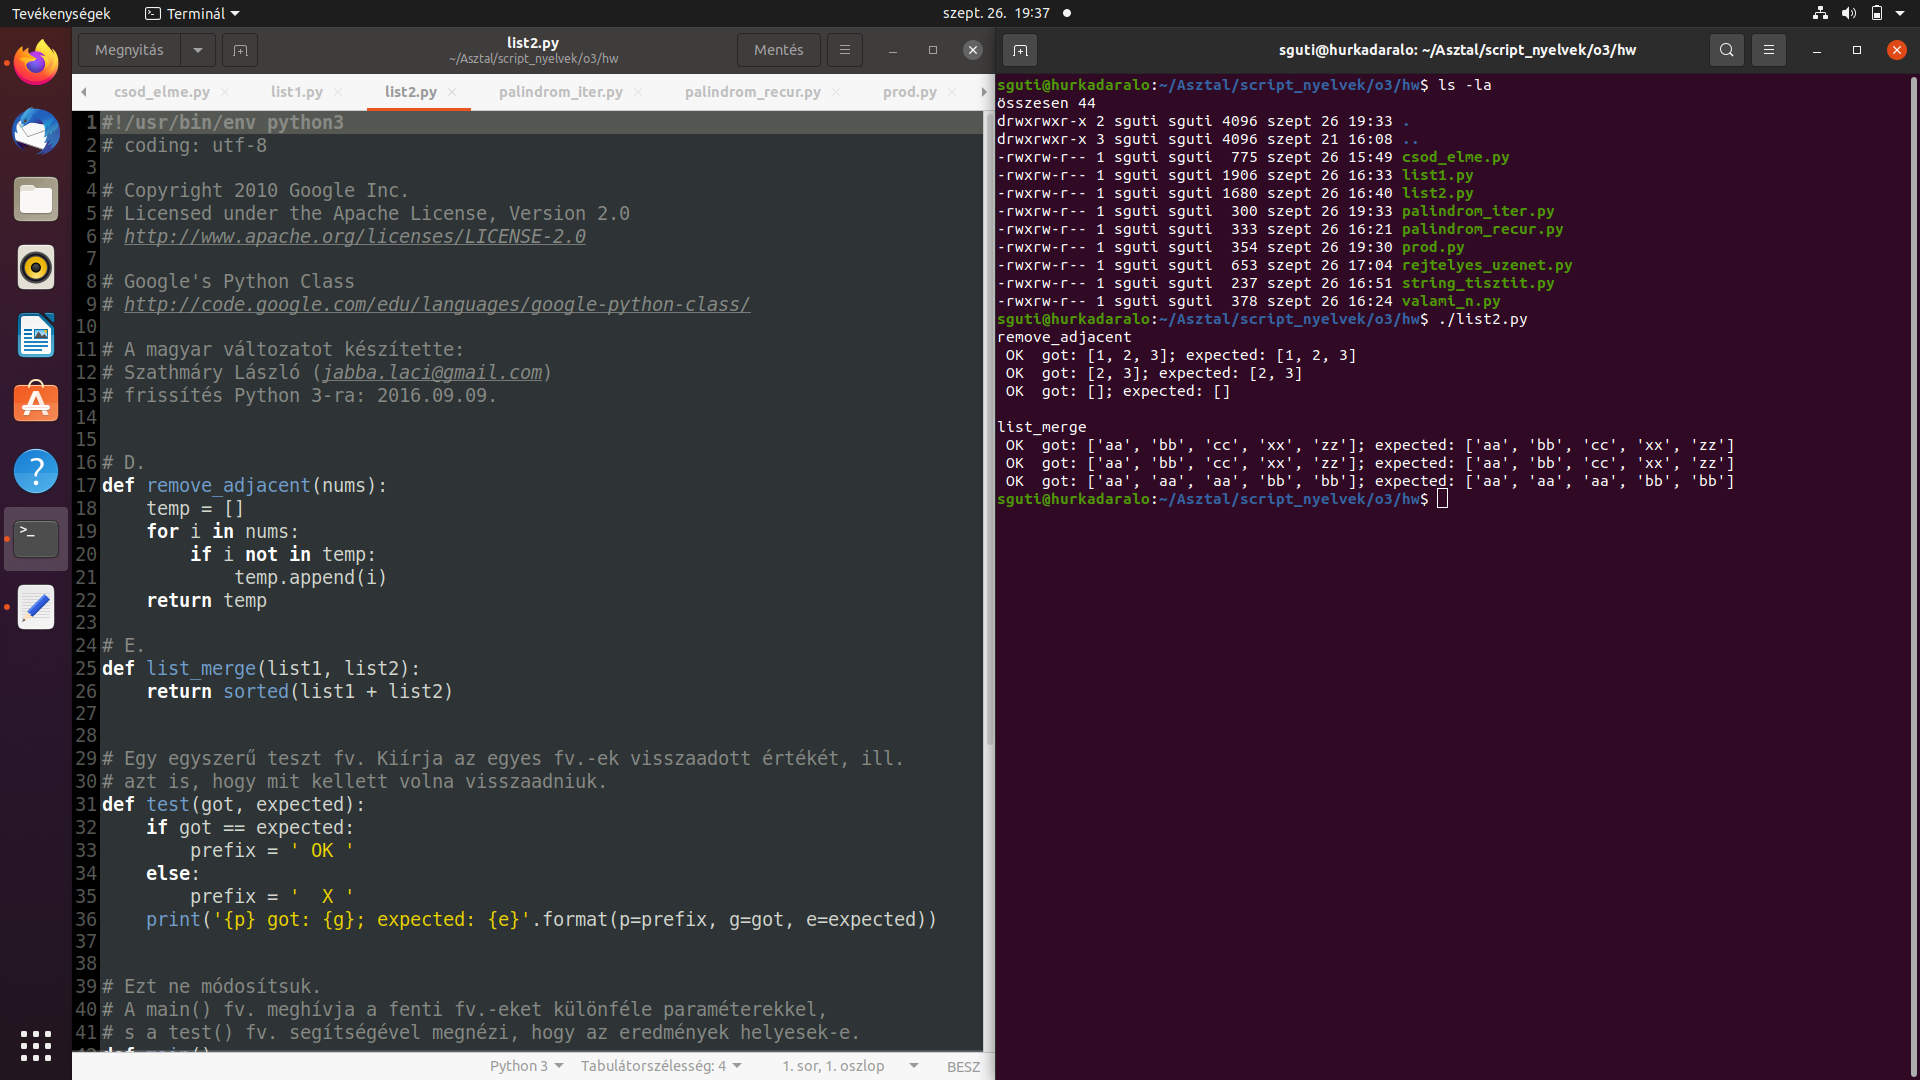 Tevékenységek
Terminál
szept. 26. 19:37
Megnyitás
list2.py
~/Asztal/script_nyelvek/o3/hw
Mentés
csod_elme.py
list1.py
list2.py
palindrom_iter.py
palindrom_recur.py
prod.py
1 #!/usr/bin/env python3
2 # coding: utf-8
3
4 # Copyright 2010 Google Inc.
5 # Licensed under the Apache License, Version 2.0
6 # http://www.apache.org/licenses/LICENSE-2.0
7
8 # Google's Python Class
9 # http://code.google.com/edu/languages/google-python-class/
10
11 # A magyar változatot készítette:
12 # Szathmáry László (jabba.laci@gmail.com)
13 # frissítés Python 3-ra: 2016.09.09.
14
15
16 # D.
17 def remove_adjacent(nums):
18     temp = []
19     for i in nums:
20         if i not in temp:
21             temp.append(i)
22     return temp
23
24 # E.
25 def list_merge(list1, list2):
26     return sorted(list1 + list2)
27
28
29 # Egy egyszerű teszt fv. Kiírja az egyes fv.-ek visszaadott értékét, ill.
30 # azt is, hogy mit kellett volna visszaadniuk.
31 def test(got, expected):
32     if got == expected:
33         prefix = ' OK '
34     else:
35         prefix = '  X '
36     print('{p} got: {g}; expected: {e}'.format(p=prefix, g=got, e=expected))
37
38
39 # Ezt ne módosítsuk.
40 # A main() fv. meghívja a fenti fv.-eket különféle paraméterekkel,
41 # s a test() fv. segítségével megnézi, hogy az eredmények helyesek-e.
42 def main()
Python 3
Tabulátorszélesség: 4
1. sor, 1. oszlop
BESZ
sguti@hurkadaralo: ~/Asztal/script_nyelvek/o3/hw
sguti@hurkadaralo:~/Asztal/script_nyelvek/o3/hw$ ls -la
összesen 44
drwxrwxr-x 2 sguti sguti 4096 szept 26 19:33 .
drwxrwxr-x 3 sguti sguti 4096 szept 21 16:08 ..
-rwxrw-r-- 1 sguti sguti  775 szept 26 15:49 csod_elme.py
-rwxrw-r-- 1 sguti sguti 1906 szept 26 16:33 list1.py
-rwxrw-r-- 1 sguti sguti 1680 szept 26 16:40 list2.py
-rwxrw-r-- 1 sguti sguti  300 szept 26 19:33 palindrom_iter.py
-rwxrw-r-- 1 sguti sguti  333 szept 26 16:21 palindrom_recur.py
-rwxrw-r-- 1 sguti sguti  354 szept 26 19:30 prod.py
-rwxrw-r-- 1 sguti sguti  653 szept 26 17:04 rejtelyes_uzenet.py
-rwxrw-r-- 1 sguti sguti  237 szept 26 16:51 string_tisztit.py
-rwxrw-r-- 1 sguti sguti  378 szept 26 16:24 valami_n.py
sguti@hurkadaralo:~/Asztal/script_nyelvek/o3/hw$ ./list2.py
remove_adjacent
 OK  got: [1, 2, 3]; expected: [1, 2, 3]
 OK  got: [2, 3]; expected: [2, 3]
 OK  got: []; expected: []

list_merge
 OK  got: ['aa', 'bb', 'cc', 'xx', 'zz']; expected: ['aa', 'bb', 'cc', 'xx', 'zz']
 OK  got: ['aa', 'bb', 'cc', 'xx', 'zz']; expected: ['aa', 'bb', 'cc', 'xx', 'zz']
 OK  got: ['aa', 'aa', 'aa', 'bb', 'bb']; expected: ['aa', 'aa', 'aa', 'bb', 'bb']
sguti@hurkadaralo:~/Asztal/script_nyelvek/o3/hw$